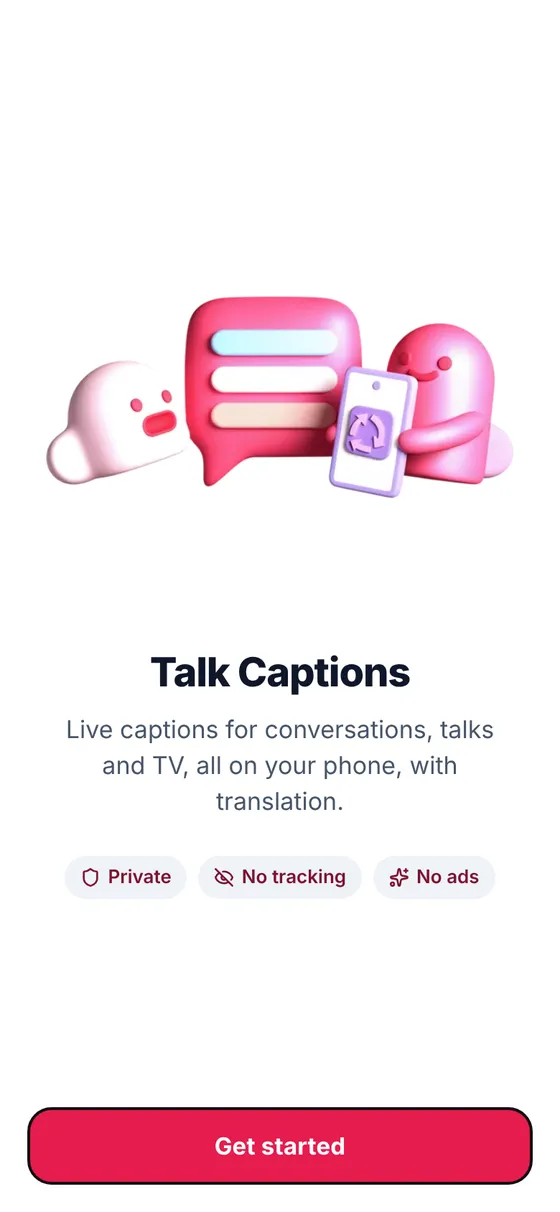 Talk Captions
Live captions for conversations, talks
and TV, all on your phone, with
translation.
Private
No tracking
No ads
Get started